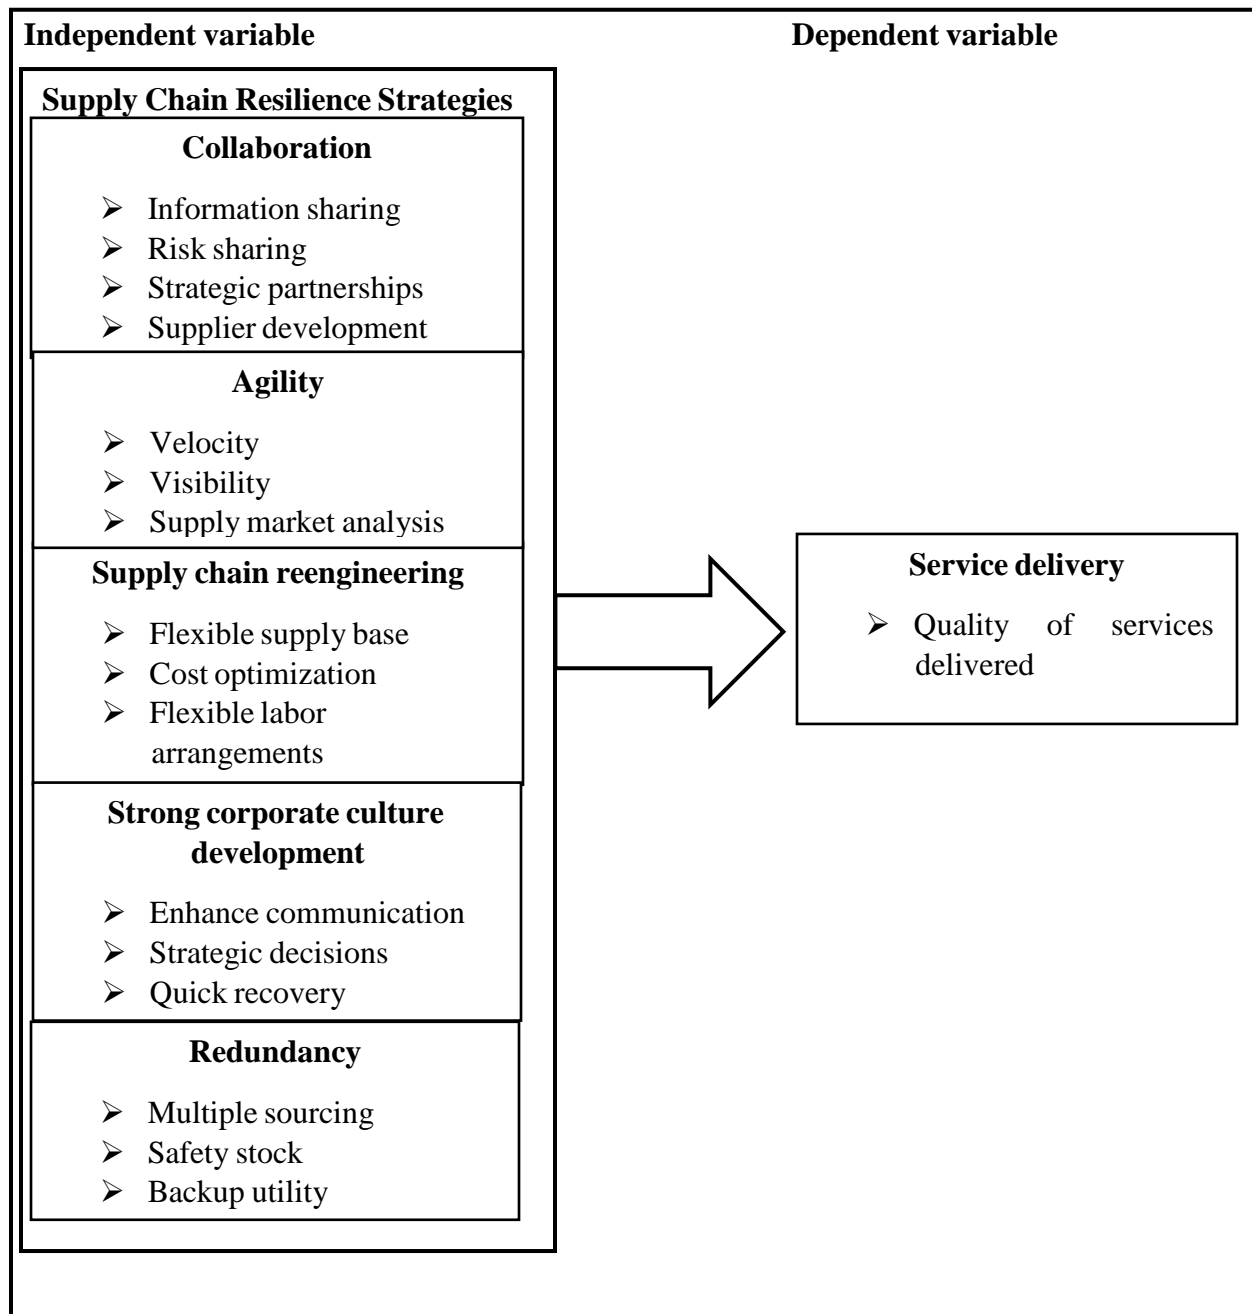 Independent variable
Dependent variable
Supply Chain Resilience Strategies
Collaboration
➢ Information sharing
➢ Risk sharing
➢ Strategic partnerships
➢ Supplier development
Agility
➢ Velocity
➢ Visibility
➢ Supply market analysis
Supply chain reengineering
➢ Flexible supply base
➢ Cost optimization
➢ Flexible labor
arrangements
Strong corporate culture
development
➢ Enhance communication
➢ Strategic decisions
➢ Quick recovery
Redundancy
➢ Multiple sourcing
➢ Safety stock
➢ Backup utility
Service delivery
➢ Quality of services
delivered